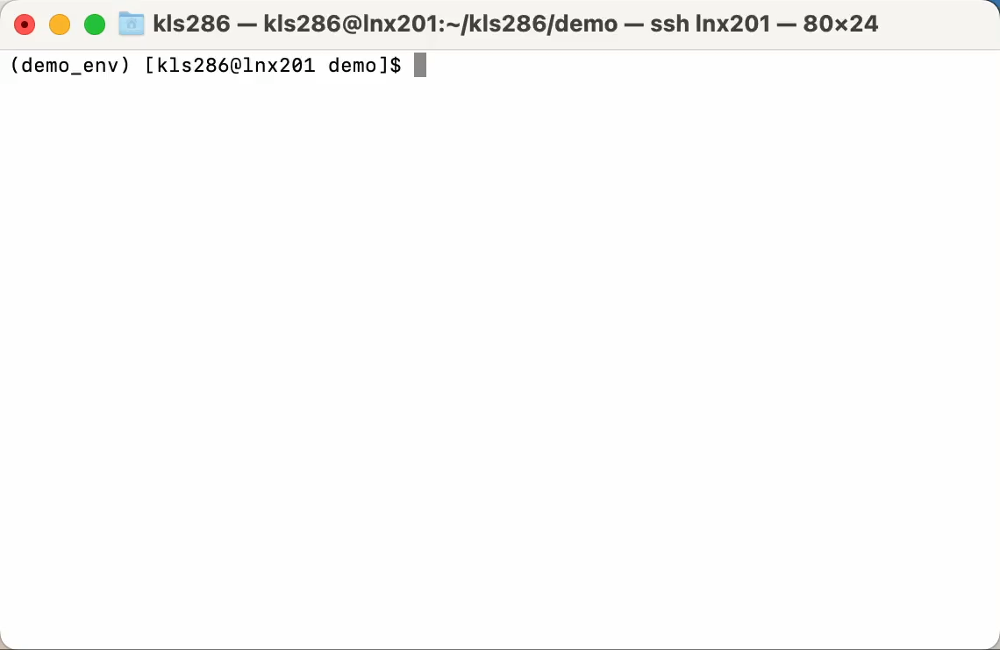 kls286 — kls286@lnx201:~/kls286/demo — ssh lnx201 — 80×24
(demo_env) [kls286@lnx201 demo]$